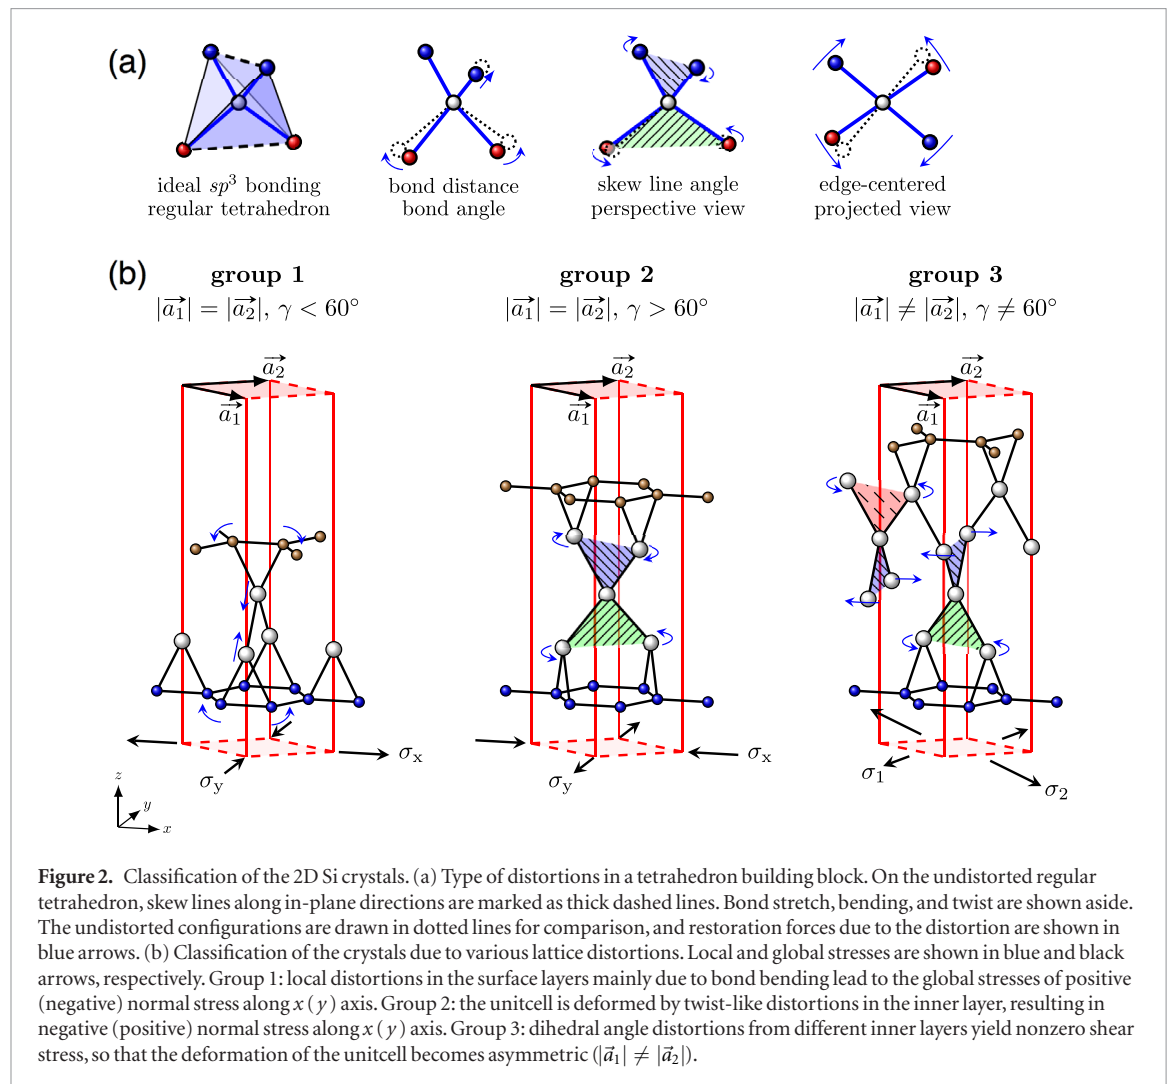 (a)
ideal sp³ bonding
regular tetrahedron
bond distance
bond angle
skew line angle
perspective view
edge-centered
projected view
(b)
group 1
|a₁⃗| = |a₂⃗|, γ < 60°
group 2
|a₁⃗| = |a₂⃗|, γ > 60°
group 3
|a₁⃗| ≠ |a₂⃗|, γ ≠ 60°
a₂⃗
a₁⃗
a₂⃗
a₁⃗
a₂⃗
a₁⃗
σx
σy
σx
σy
σ1
σ2
z
y
x
Figure 2. Classification of the 2D Si crystals. (a) Type of distortions in a tetrahedron building block. On the undistorted regular
tetrahedron, skew lines along in-plane directions are marked as thick dashed lines. Bond stretch, bending, and twist are shown aside.
The undistorted configurations are drawn in dotted lines for comparison, and restoration forces due to the distortion are shown in
blue arrows. (b) Classification of the crystals due to various lattice distortions. Local and global stresses are shown in blue and black
arrows, respectively. Group 1: local distortions in the surface layers mainly due to bond bending lead to the global stresses of positive
(negative) normal stress along x (y) axis. Group 2: the unitcell is deformed by twist-like distortions in the inner layer, resulting in
negative (positive) normal stress along x (y) axis. Group 3: dihedral angle distortions from different inner layers yield nonzero shear
stress, so that the deformation of the unitcell becomes asymmetric (|a⃗₁| ≠ |a⃗₂|).